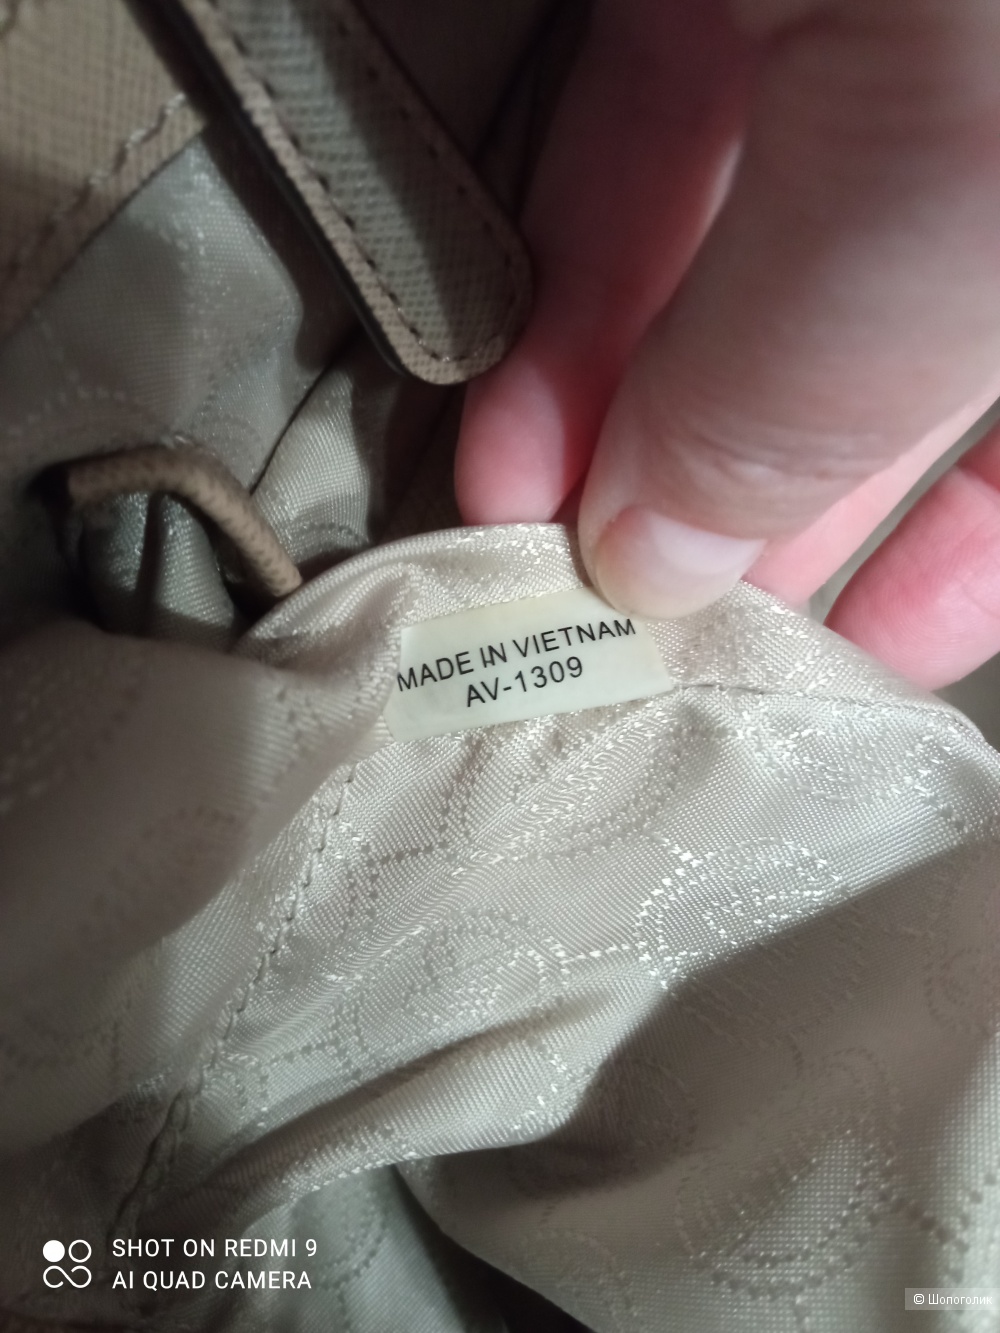 MADE IN VIETNAM
AV-1309
SHOT ON REDMI 9
AI QUAD CAMERA
© Шопоголик